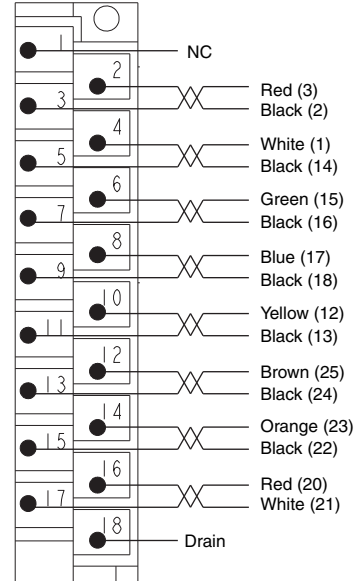 1 NC
2 Red (3)
3 Black (2)
4 White (1)
5 Black (14)
6 Green (15)
7 Black (16)
8 Blue (17)
9 Black (18)
10 Yellow (12)
11 Black (13)
12 Brown (25)
13 Black (24)
14 Orange (23)
15 Black (22)
16 Red (20)
17 White (21)
18 Drain